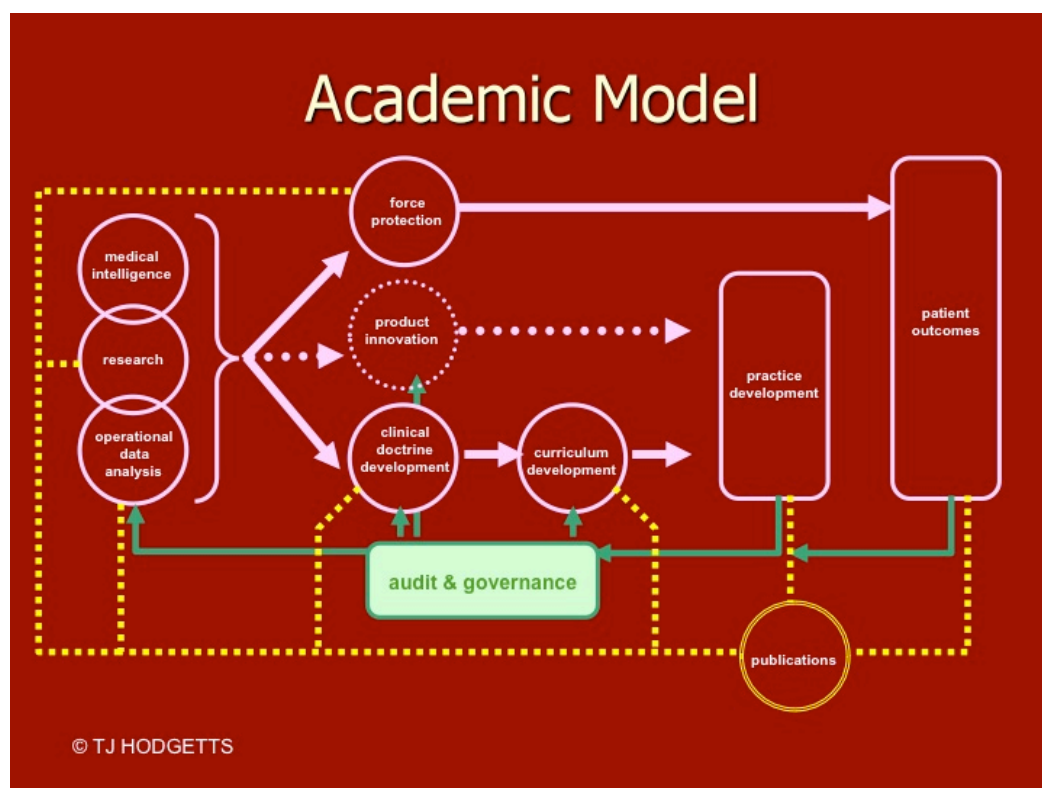 Academic Model
force
protection
medical
intelligence
product
innovation
patient
outcomes
research
practice
development
operational
data
analysis
clinical
doctrine
development
curriculum
development
audit & governance
publications
© TJ HODGETTS